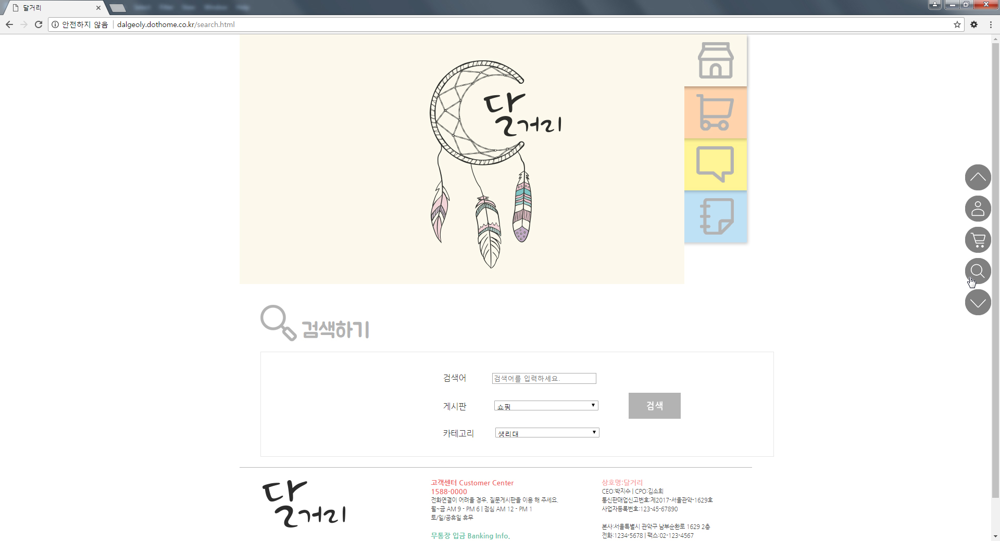 달거리
안전하지 않음 dalgeoly.dothome.co.kr/search.html
달
거리
검색하기
검색어 검색어를 입력하세요.
게시판 쇼핑
검색
카테고리 생리대
달
거리
고객센터 Customer Center
1588-0000
전화연결이 어려울 경우, 질문게시판을 이용 해 주세요.
월~금 AM 9 - PM 6 | 점심 AM 12 - PM 1
토/일/공휴일 휴무
무통장 입금 Banking Info.
상호명:달거리
CEO:박지수 | CPO:김소희
통신판매업신고번호:제2017-서울관악-1629호
사업자등록번호:123-45-67890
본사:서울특별시 관악구 남부순환로 1629 2층
전화:1234-5678 | 팩스:02-123-4567